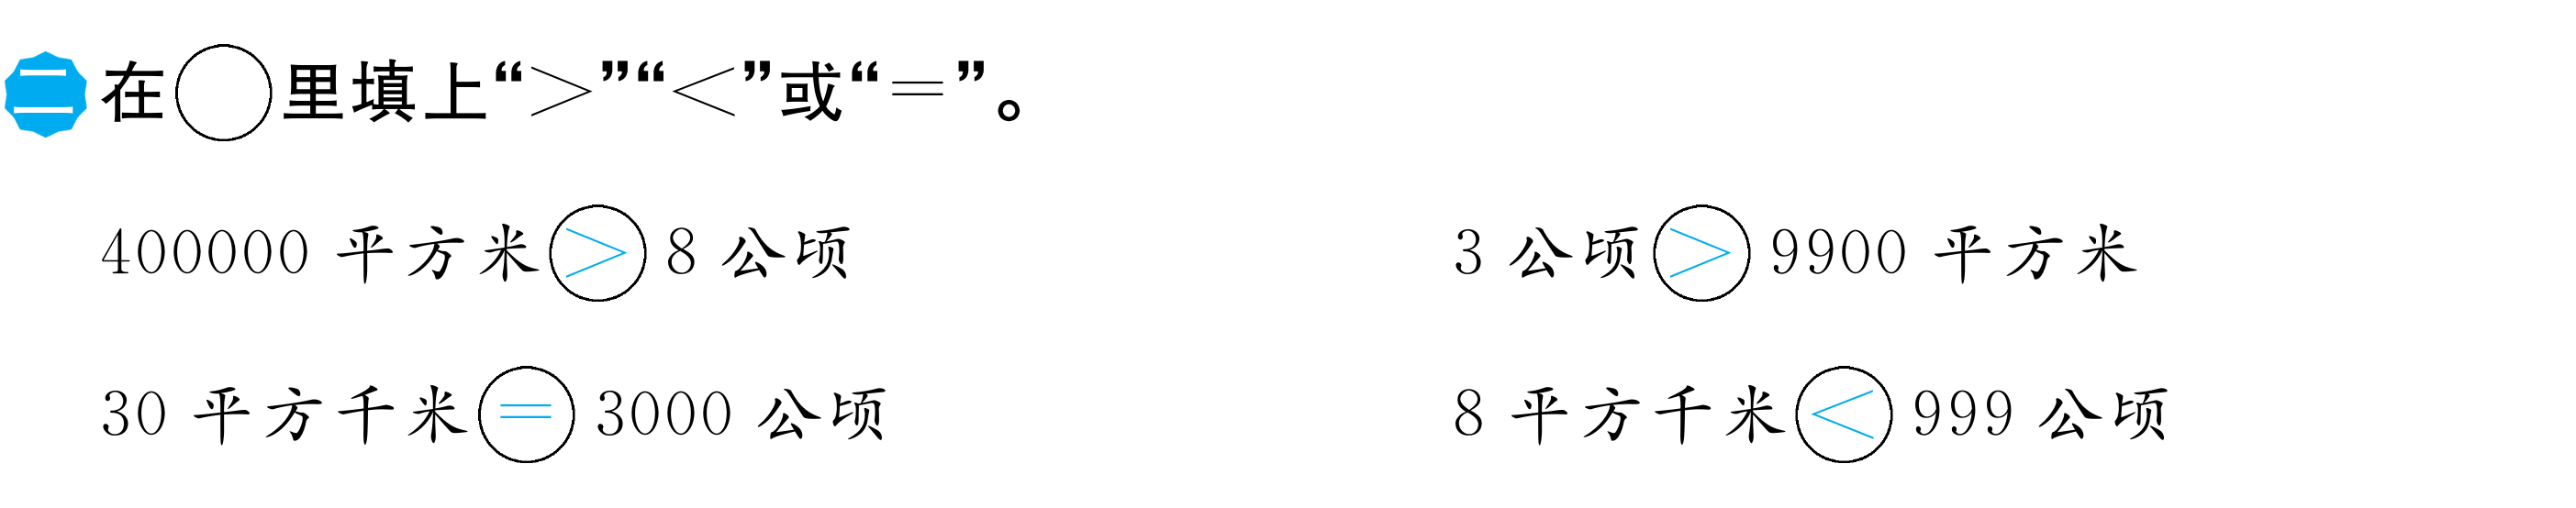 二 在○里填上“>”“<”或“=”。
400000 平方米 > 8 公顷 3 公顷 > 9900 平方米
30 平方千米 = 3000 公顷 8 平方千米 < 999 公顷